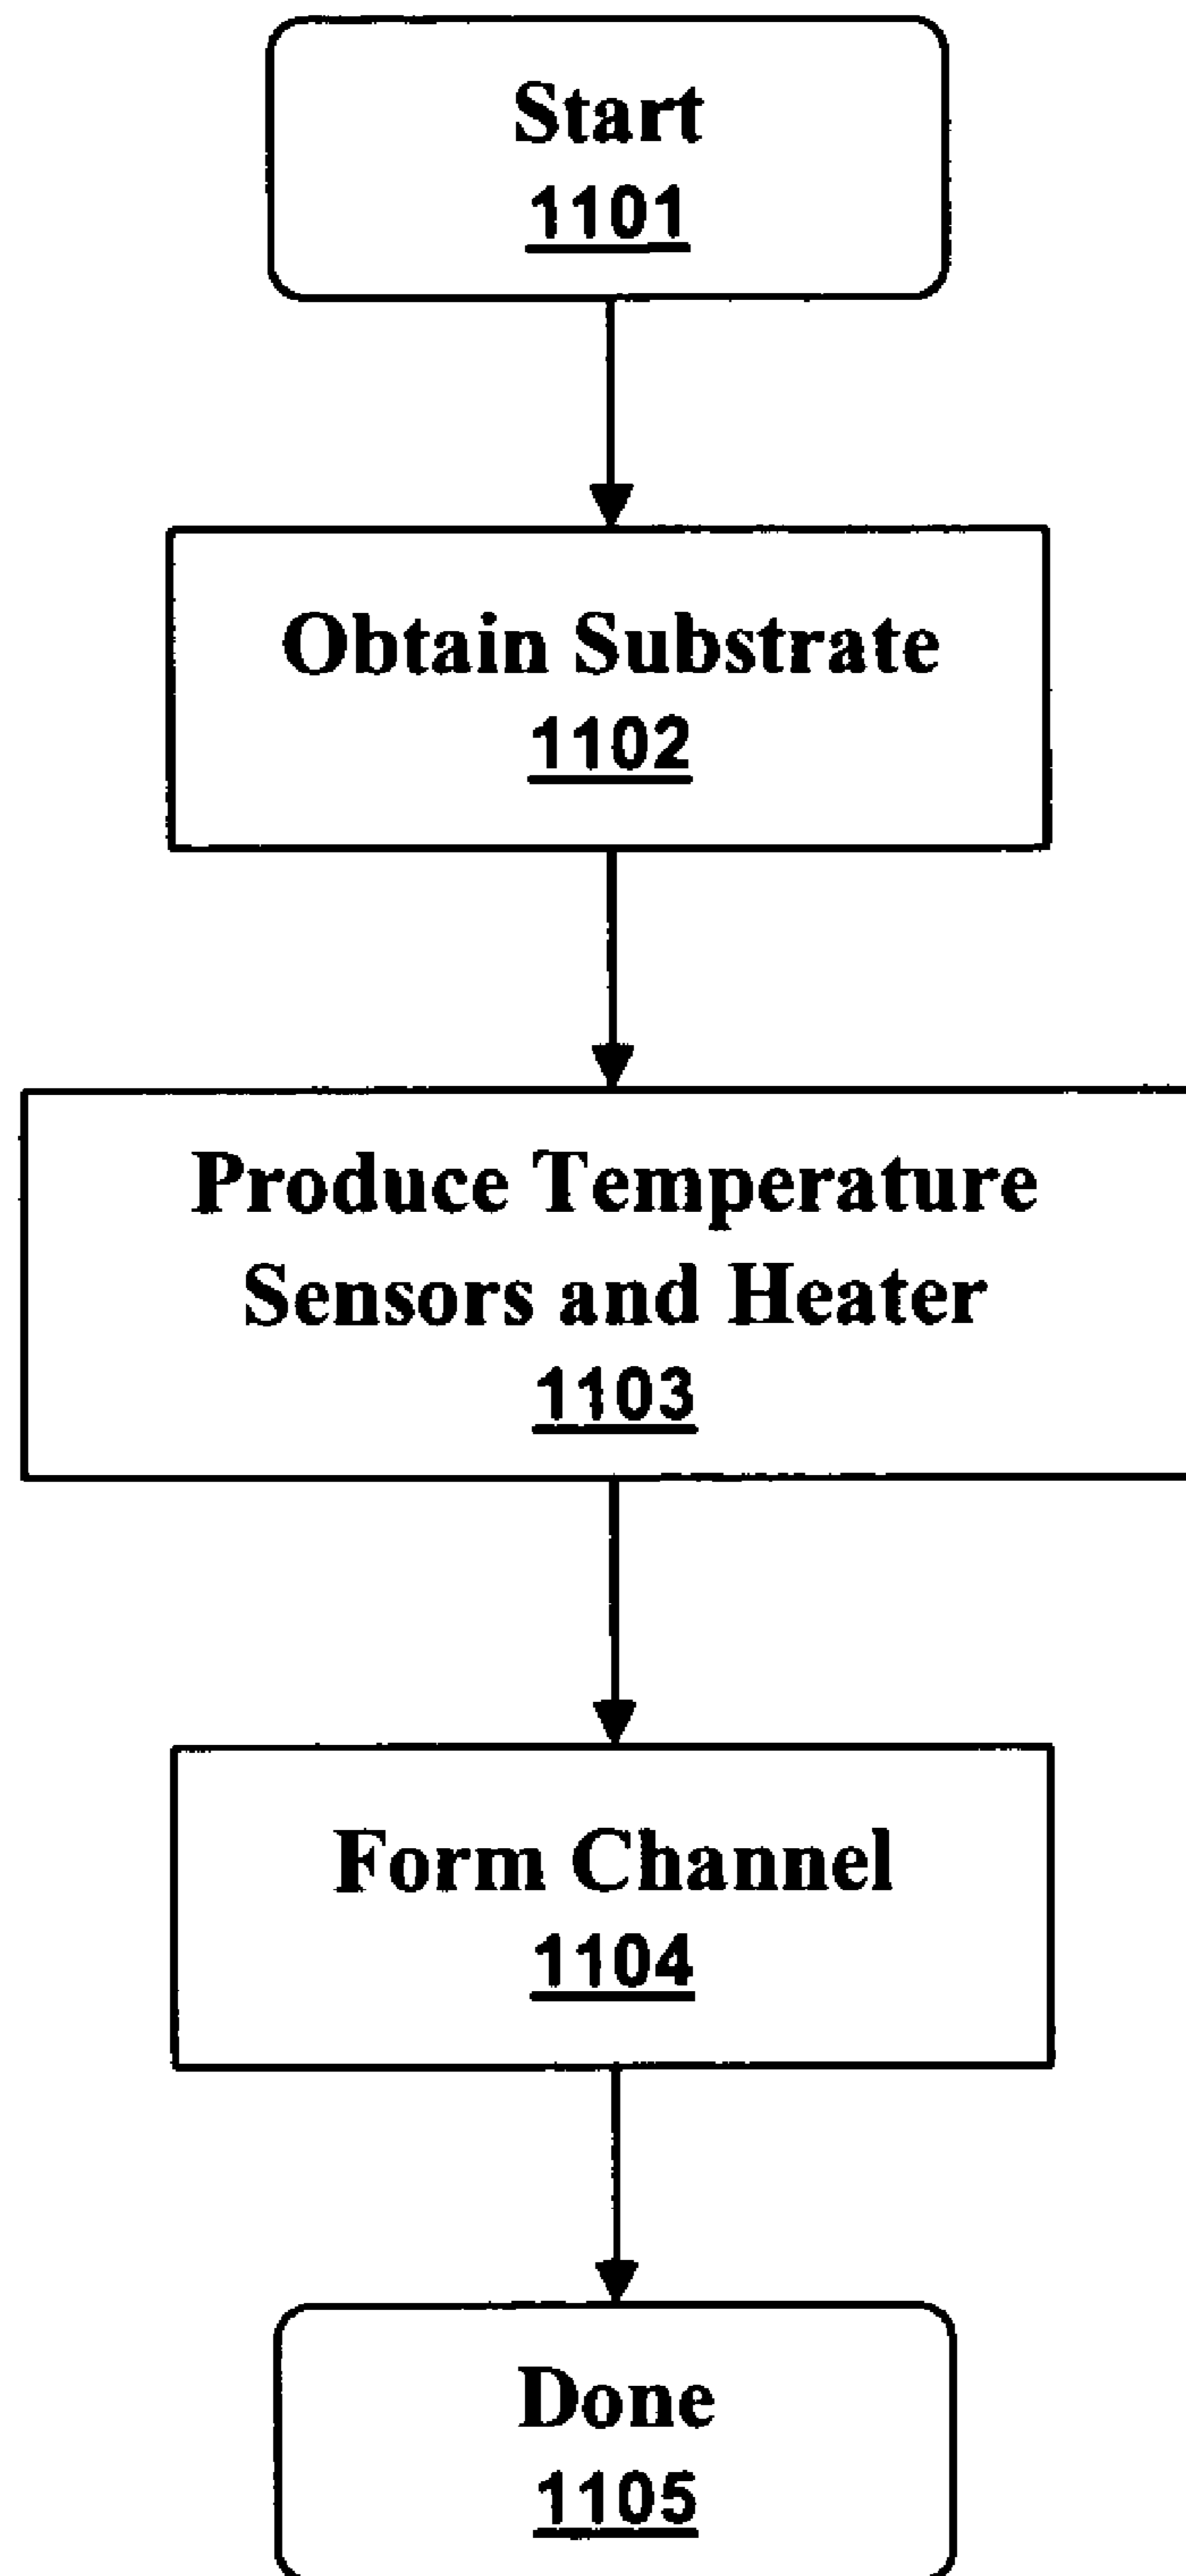 Start
1101
Obtain Substrate
1102
Produce Temperature
Sensors and Heater
1103
Form Channel
1104
Done
1105